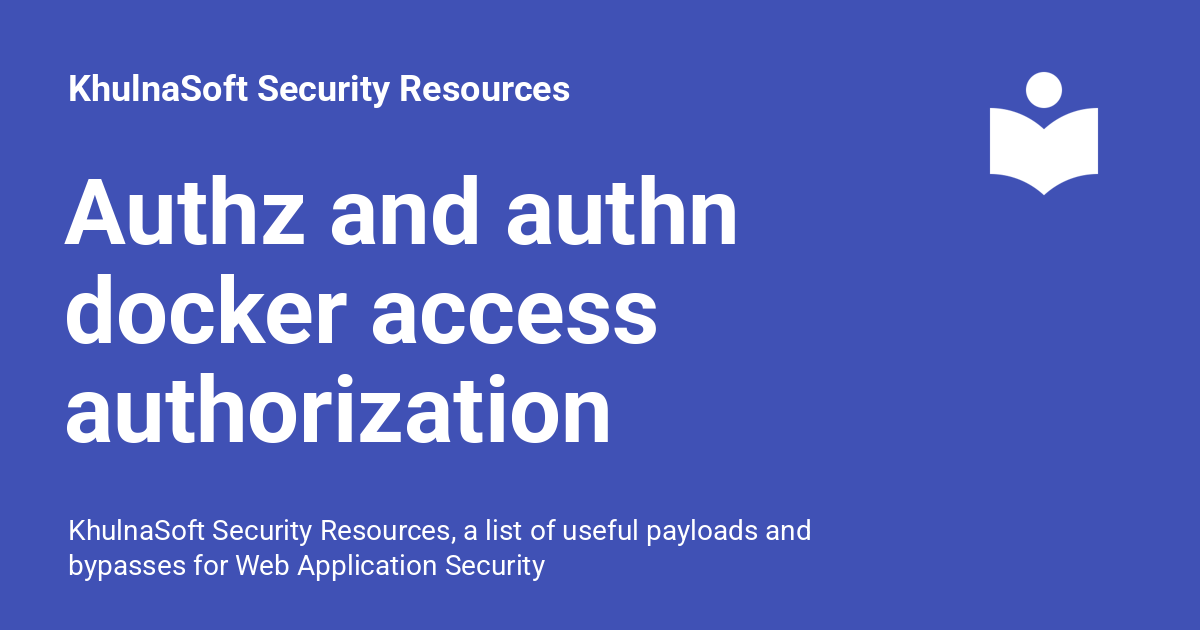 KhulnaSoft Security Resources
Authz and authn
docker access
authorization
KhulnaSoft Security Resources, a list of useful payloads and
bypasses for Web Application Security